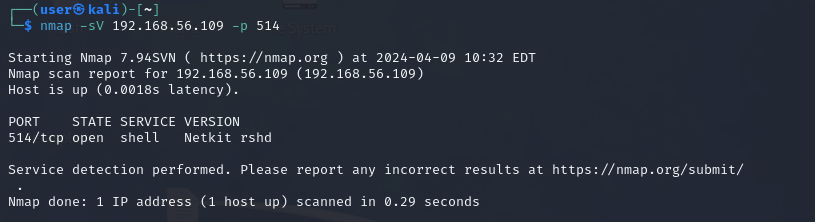 ┌──(user㉿kali)-[~]
└─$ nmap -sV 192.168.56.109 -p 514
Starting Nmap 7.94SVN ( https://nmap.org ) at 2024-04-09 10:32 EDT
Nmap scan report for 192.168.56.109 (192.168.56.109)
Host is up (0.0018s latency).
PORT    STATE SERVICE VERSION
514/tcp open  shell   Netkit rshd
Service detection performed. Please report any incorrect results at https://nmap.org/submit/
 .
Nmap done: 1 IP address (1 host up) scanned in 0.29 seconds